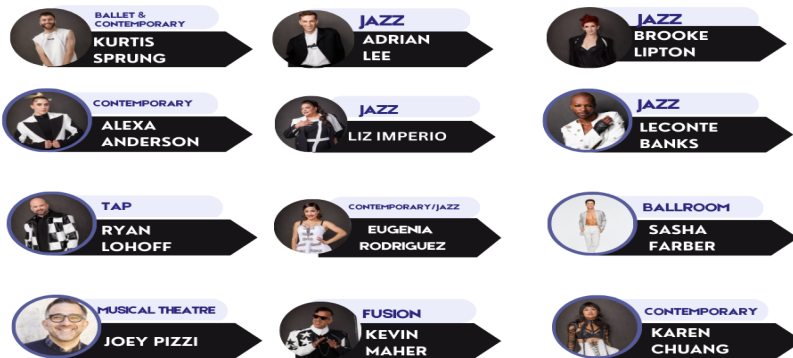 BALLET &
CONTEMPORARY
KURTIS
SPRUNG
JAZZ
ADRIAN
LEE
JAZZ
BROOKE
LIPTON
CONTEMPORARY
ALEXA
ANDERSON
JAZZ
LIZ IMPERIO
JAZZ
LECONTE
BANKS
TAP
RYAN
LOHOFF
CONTEMPORARY/JAZZ
EUGENIA
RODRIGUEZ
BALLROOM
SASHA
FARBER
MUSICAL THEATRE
JOEY PIZZI
FUSION
KEVIN
MAHER
CONTEMPORARY
KAREN
CHUANG